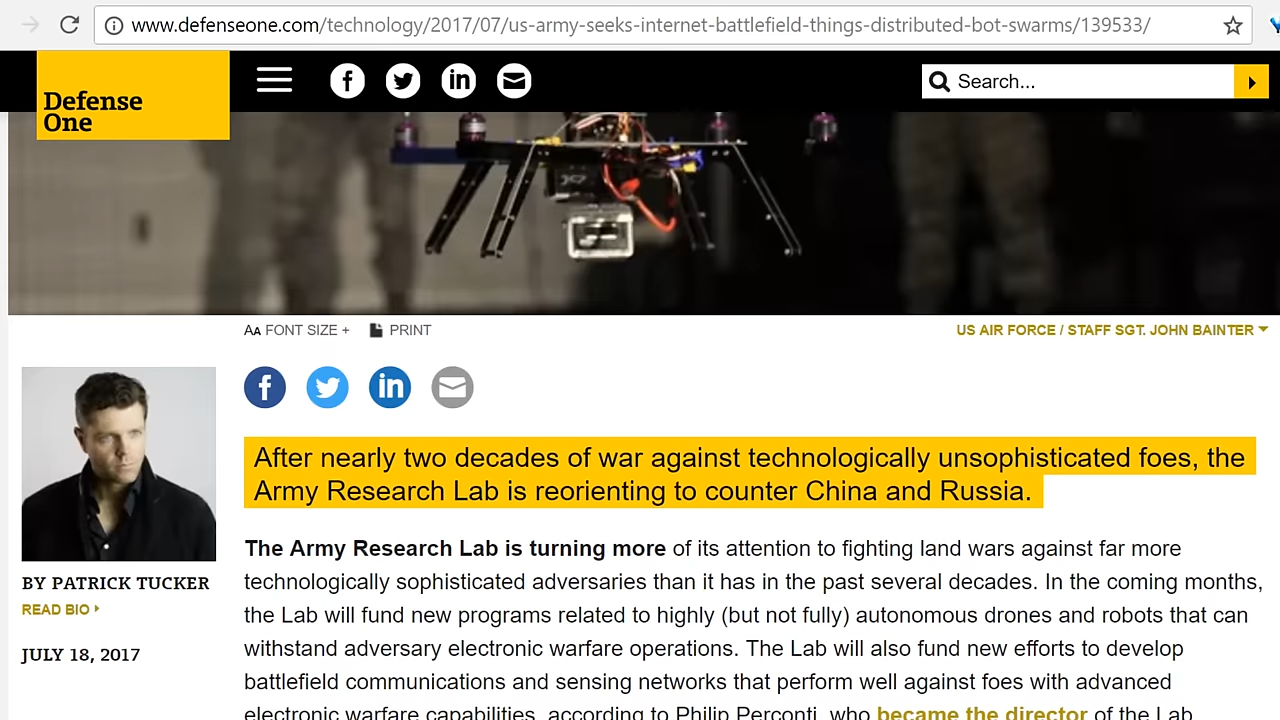 www.defenseone.com/technology/2017/07/us-army-seeks-internet-battlefield-things-distributed-bot-swarms/139533/
Defense
One
Search...
AA FONT SIZE +
PRINT
US AIR FORCE / STAFF SGT. JOHN BAINTER
After nearly two decades of war against technologically unsophisticated foes, the
Army Research Lab is reorienting to counter China and Russia.
The Army Research Lab is turning more of its attention to fighting land wars against far more
technologically sophisticated adversaries than it has in the past several decades. In the coming months,
the Lab will fund new programs related to highly (but not fully) autonomous drones and robots that can
withstand adversary electronic warfare operations. The Lab will also fund new efforts to develop
battlefield communications and sensing networks that perform well against foes with advanced
electronic warfare capabilities, according to Philip Perconti, who became the director of the Lab
BY PATRICK TUCKER
READ BIO
JULY 18, 2017